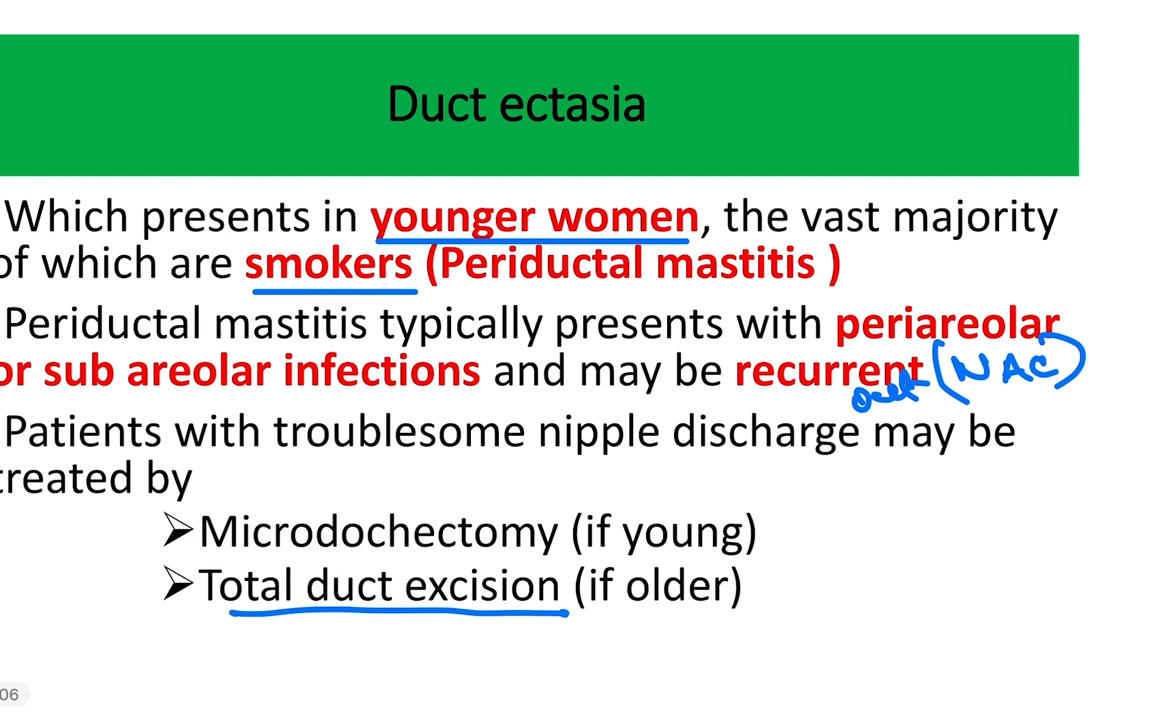 Duct ectasia
Which presents in younger women, the vast majority
of which are smokers (Periductal mastitis )
Periductal mastitis typically presents with periareolar
or sub areolar infections and may be recurrent
(NAC)
Patients with troublesome nipple discharge may be
treated by
➢Microdochectomy (if young)
➢Total duct excision (if older)
06